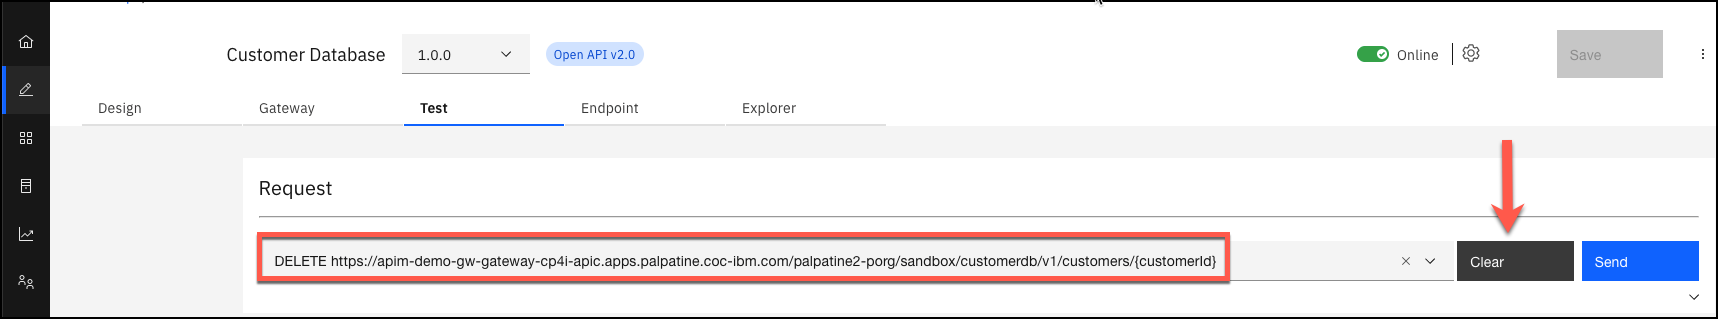 Customer Database
1.0.0
Open API v2.0
Online
Save
Design
Gateway
Test
Endpoint
Explorer
Request
DELETE https://apim-demo-gw-gateway-cp4i-apic.apps.palpatine.coc-ibm.com/palpatine2-porg/sandbox/customerdb/v1/customers/{customerId}
Clear
Send